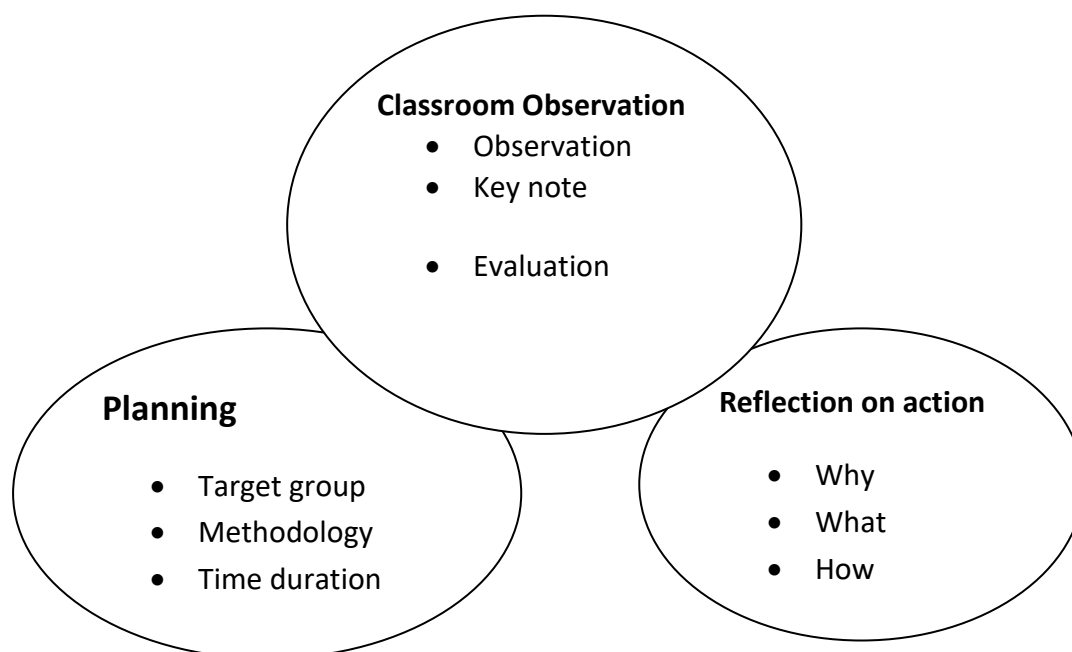 Classroom Observation
• Observation
• Key note
• Evaluation
Planning
• Target group
• Methodology
• Time duration
Reflection on action
• Why
• What
• How